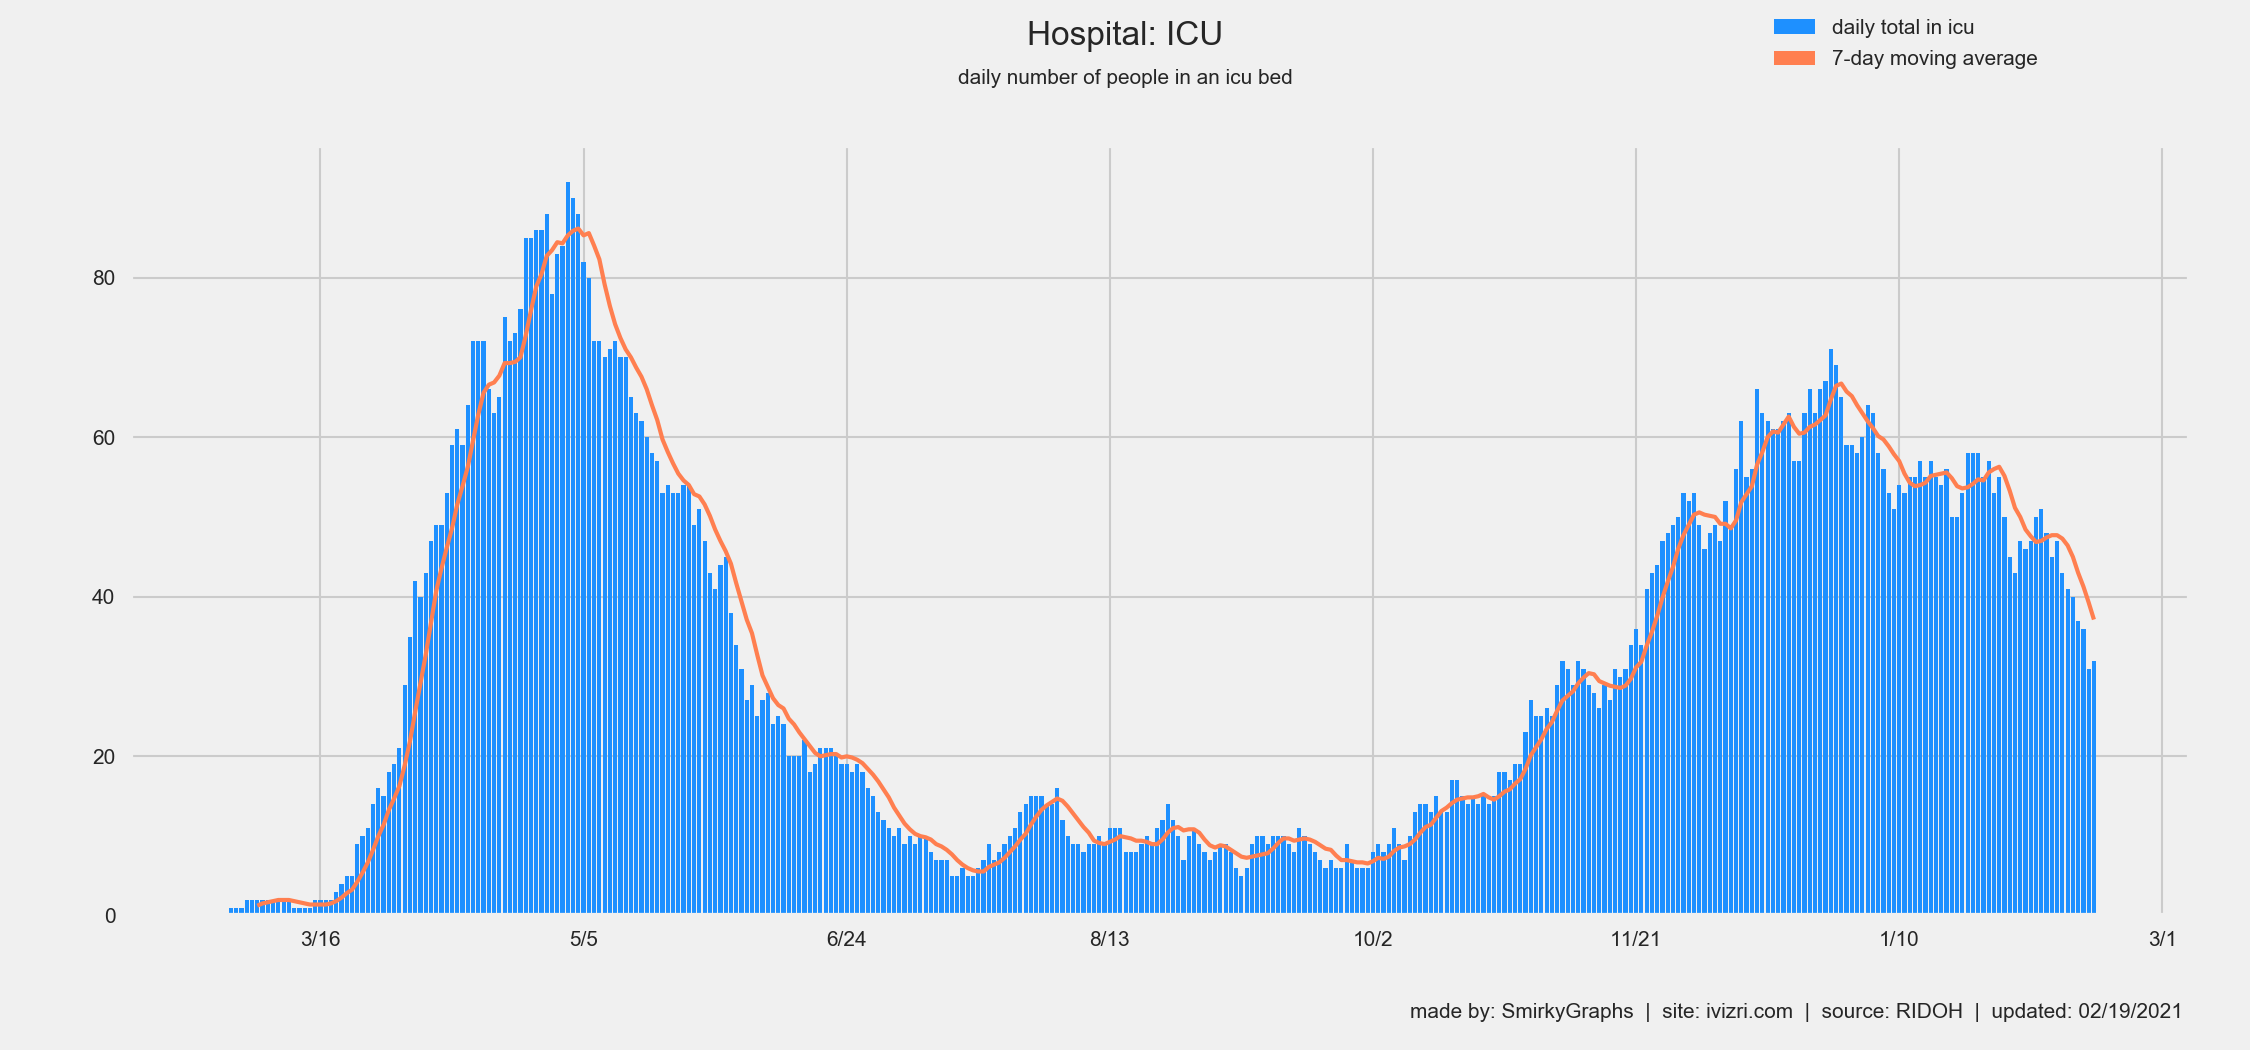 Hospital: ICU
daily number of people in an icu bed
daily total in icu
7-day moving average
80
60
40
20
0
3/16 5/5 6/24 8/13 10/2 11/21 1/10 3/1
made by: SmirkyGraphs | site: ivizri.com | source: RIDOH | updated: 02/19/2021